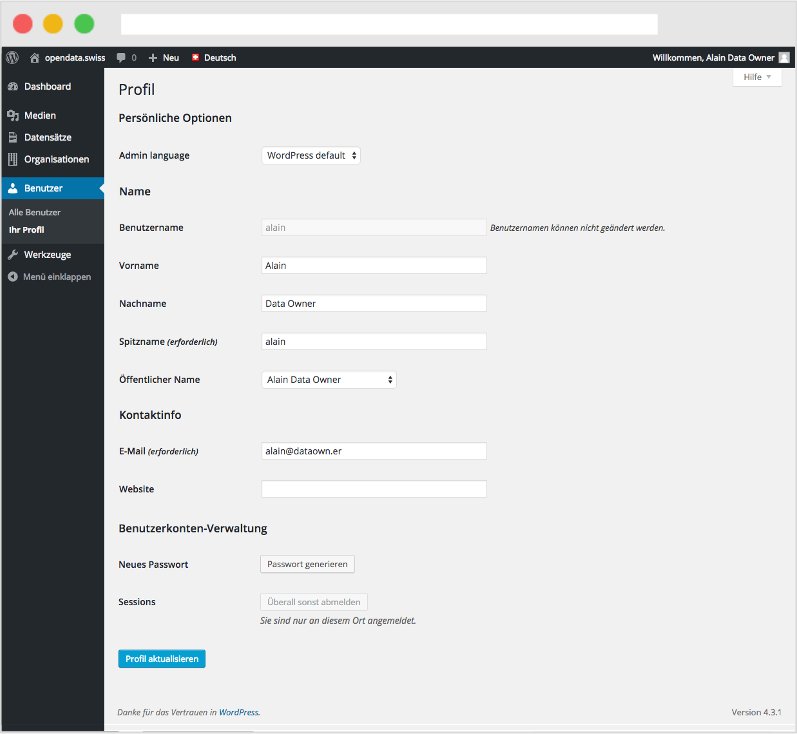 opendata.swiss 0 + Neu Deutsch Willkommen, Alain Data Owner
Hilfe
Dashboard
Medien
Datensätze
Organisationen
Benutzer
Alle Benutzer
Ihr Profil
Werkzeuge
Menü einklappen
Profil
Persönliche Optionen
Admin language WordPress default
Name
Benutzername alain Benutzernamen können nicht geändert werden.
Vorname Alain
Nachname Data Owner
Spitzname (erforderlich) alain
Öffentlicher Name Alain Data Owner
Kontaktinfo
E-Mail (erforderlich) alain@dataown.er
Website
Benutzerkonten-Verwaltung
Neues Passwort Passwort generieren
Sessions Überall sonst abmelden
Sie sind nur an diesem Ort angemeldet.
Profil aktualisieren
Danke für das Vertrauen in WordPress. Version 4.3.1